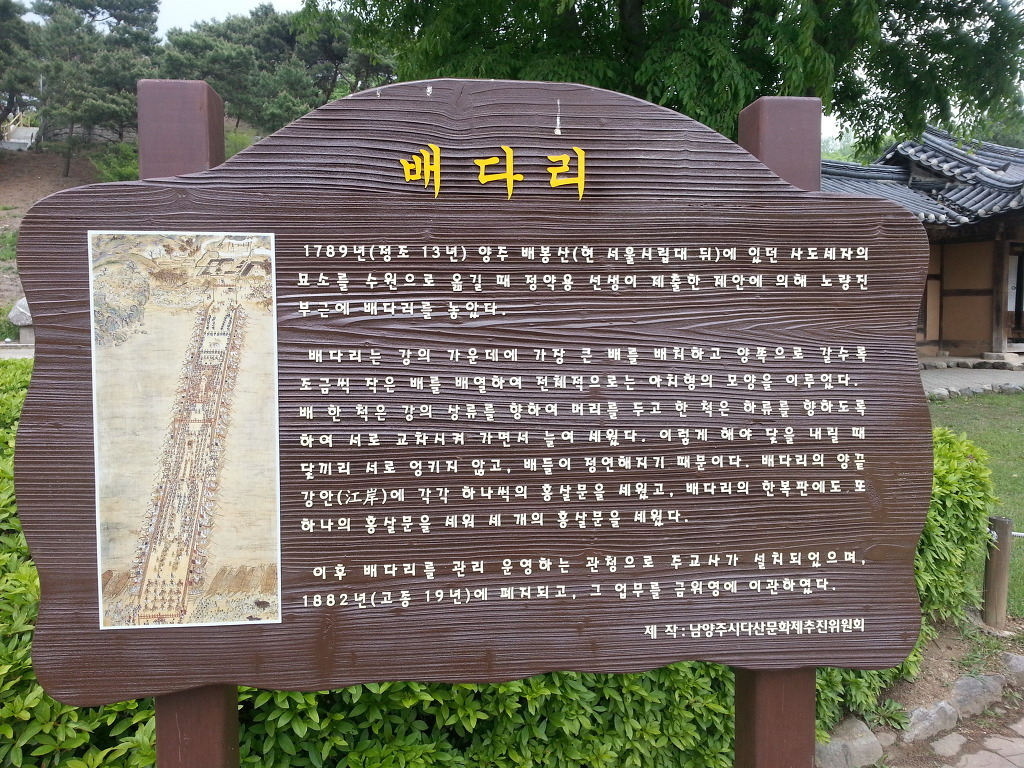 배다리
1789년(정조 13년) 양주 배봉산(현 서울시립대 뒤)에 있던 사도세자의
묘소를 수원으로 옮길 때 정약용 선생이 제출한 제안에 의해 노량진
부근에 배다리를 놓았다.
배다리는 강의 가운데에 가장 큰 배를 배치하고 양쪽으로 갈수록
조금씩 작은 배를 배열하여 전체적으로는 아치형의 모양을 이루었다.
배 한 척은 강의 상류를 향하여 머리를 두고 한 척은 하류를 향하도록
하여 서로 교차시켜 가면서 늘여 세웠다. 이렇게 해야 닻을 내릴 때
닻끼리 서로 엉키지 않고, 배들이 정연해지기 때문이다. 배다리의 양끝
강안(江岸)에 각각 하나씩의 홍살문을 세웠고, 배다리의 한복판에도 또
하나의 홍살문을 세워 세 개의 홍살문을 세웠다.
이후 배다리를 관리 운영하는 관청으로 주교사가 설치되었으며,
1882년(고종 19년)에 폐지되고, 그 업무를 금위영에 이관하였다.
제 작 : 남양주시다산문화제추진위원회